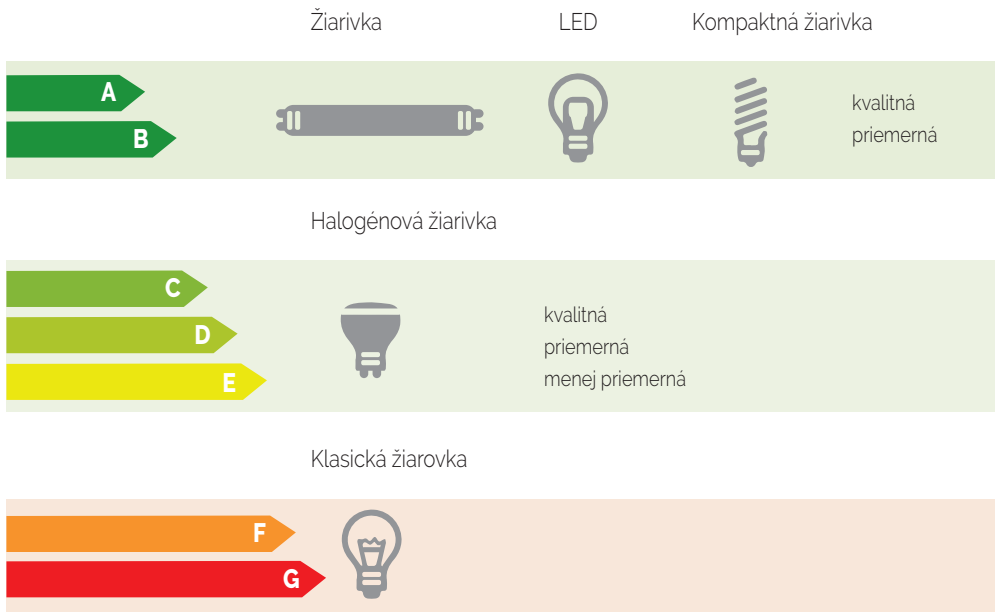 Žiarivka LED Kompaktná žiarivka
A
kvalitná
B
priemerná
Halogénová žiarivka
C
kvalitná
D
priemerná
E
menej priemerná
Klasická žiarovka
F
G